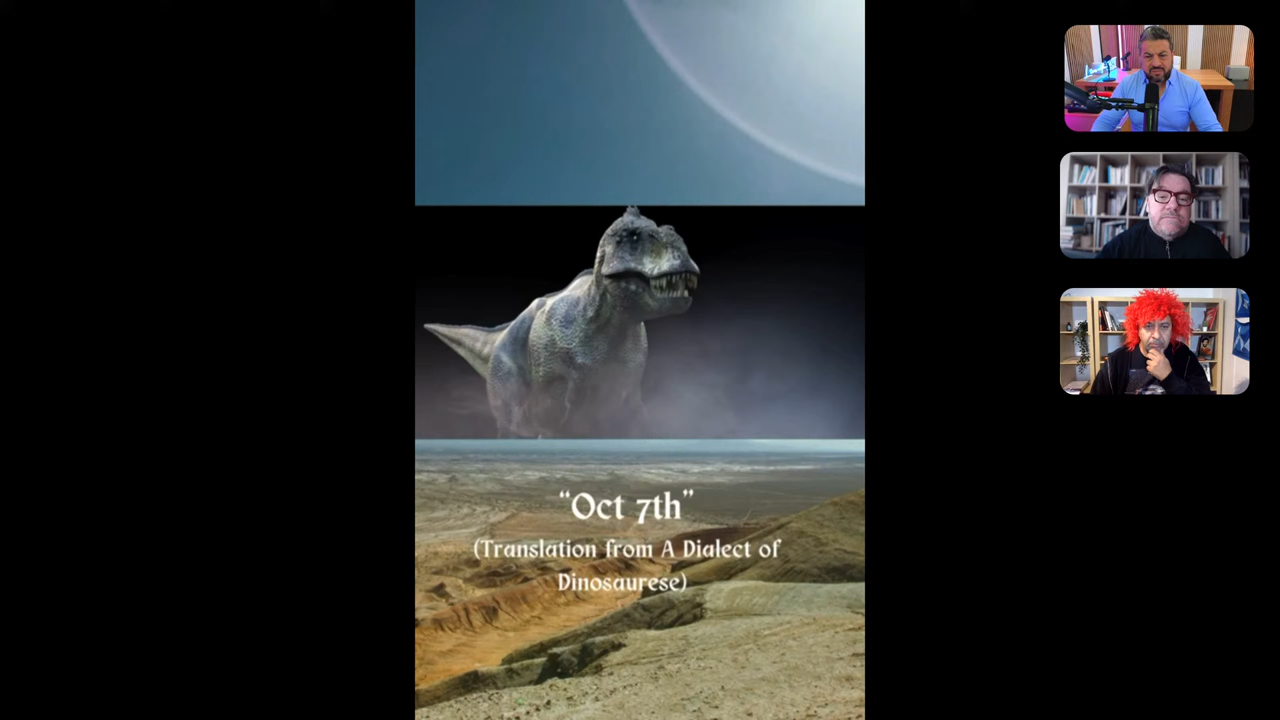 “Oct 7th”
(Translation from A Dialect of
Dinosaurese)